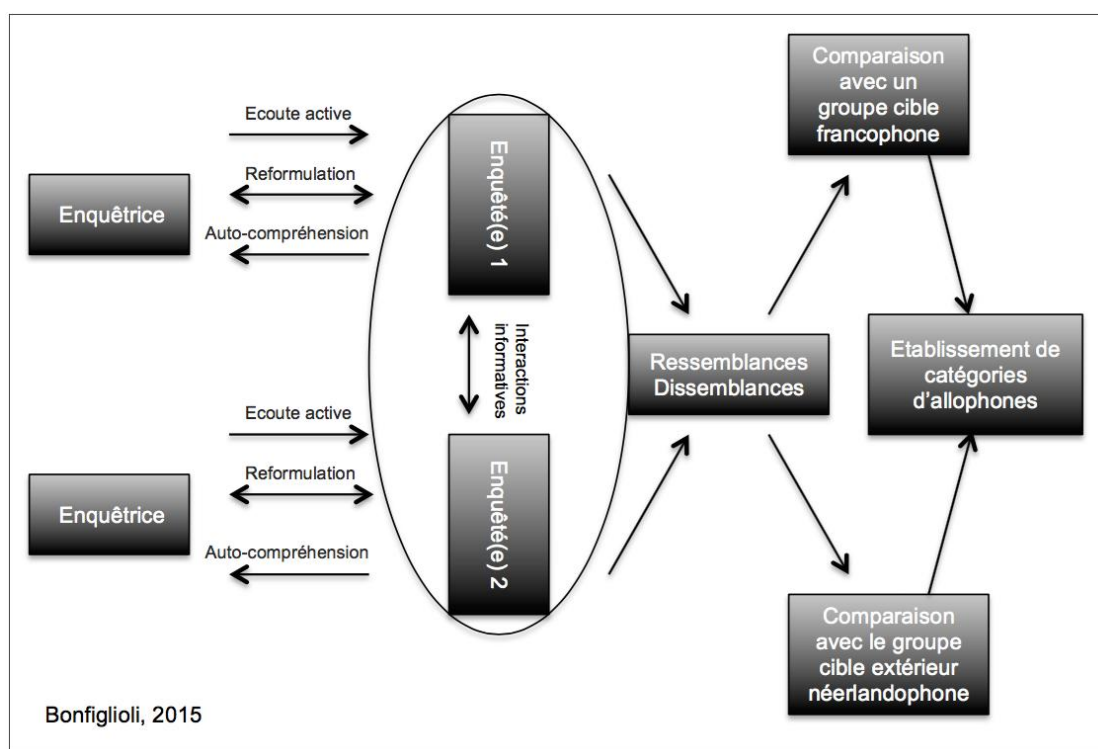 Comparaison
avec un
groupe cible
francophone
Ecoute active
Reformulation
Auto-compréhension
Enquêtrice
Enquêté(e) 1
Interactions
informatives
Ressemblances
Dissemblances
Etablissement de
catégories
d'allophones
Ecoute active
Reformulation
Auto-compréhension
Enquêtrice
Enquêté(e) 2
Comparaison
avec le groupe
cible extérieur
néerlandophone
Bonfiglioli, 2015